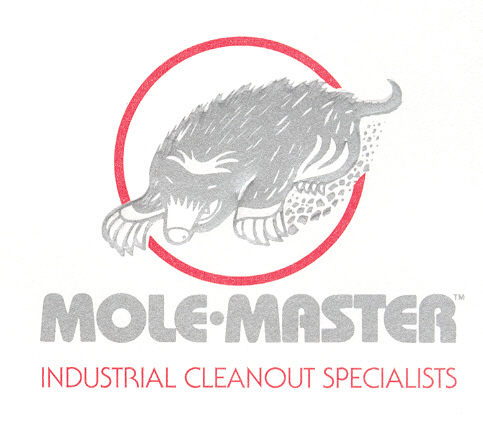 MOLE•MASTER™
INDUSTRIAL CLEANOUT SPECIALISTS